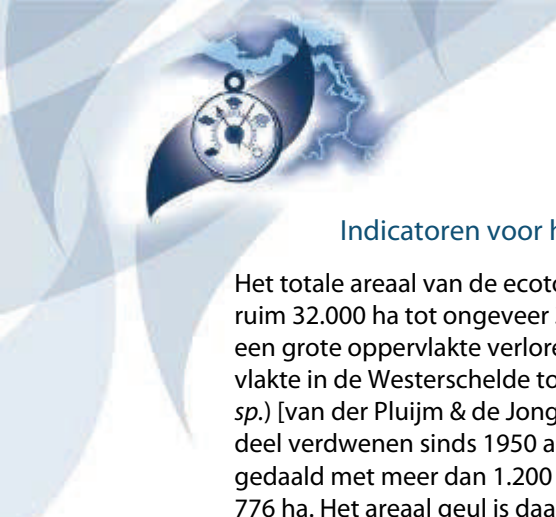 Indicatoren voor h
Het totale areaal van de ecoto
ruim 32.000 ha tot ongeveer
een grote oppervlakte verlore
vlakte in de Westerschelde to
sp.) [van der Pluijm & de Jong
deel verdwenen sinds 1950 a
gedaald met meer dan 1.200
776 ha. Het areaal geul is daa